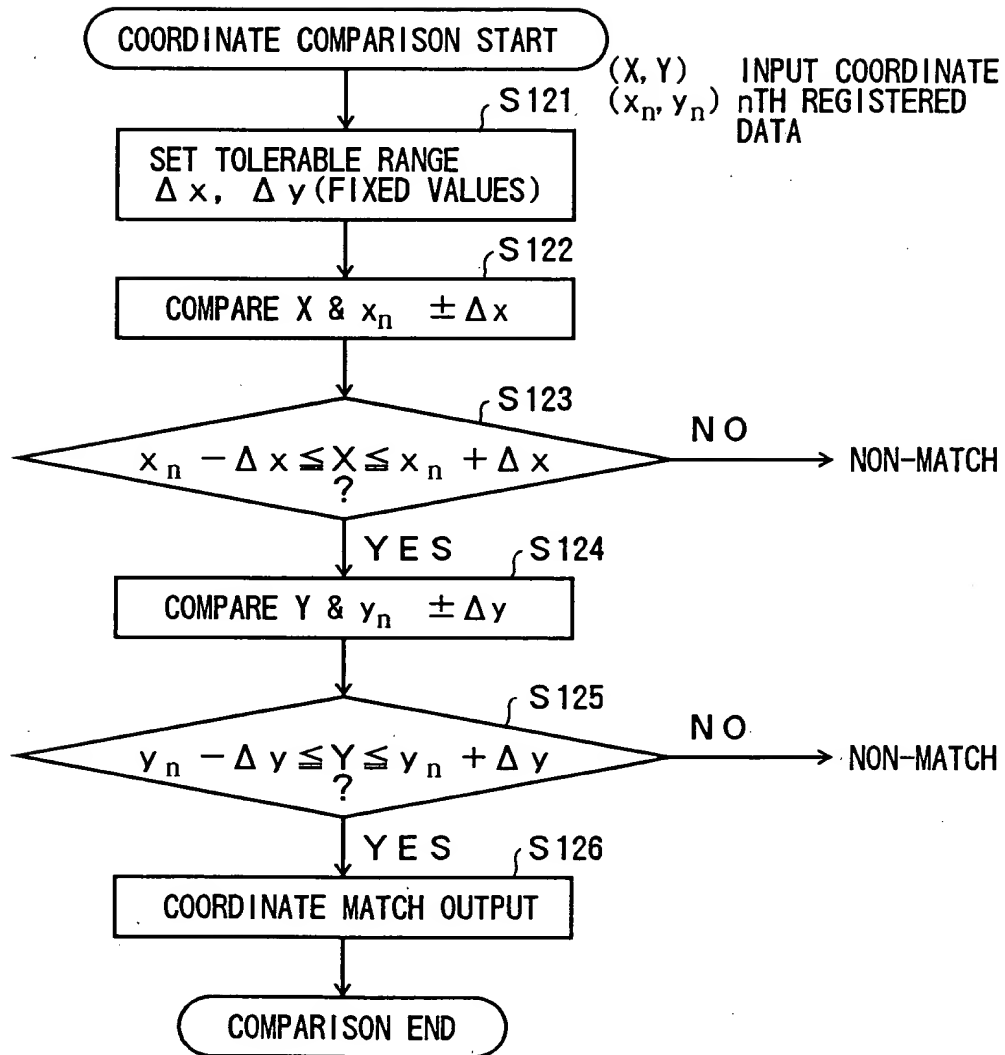 COORDINATE COMPARISON START
(X, Y) INPUT COORDINATE
(xₙ, yₙ) nTH REGISTERED
DATA
S121
SET TOLERABLE RANGE
Δx, Δy (FIXED VALUES)
S122
COMPARE X & xₙ ±Δx
S123
xₙ − Δx ≦ X ≦ xₙ + Δx
?
NO
NON-MATCH
YES
S124
COMPARE Y & yₙ ±Δy
S125
yₙ − Δy ≦ Y ≦ yₙ + Δy
?
NO
NON-MATCH
YES
S126
COORDINATE MATCH OUTPUT
COMPARISON END